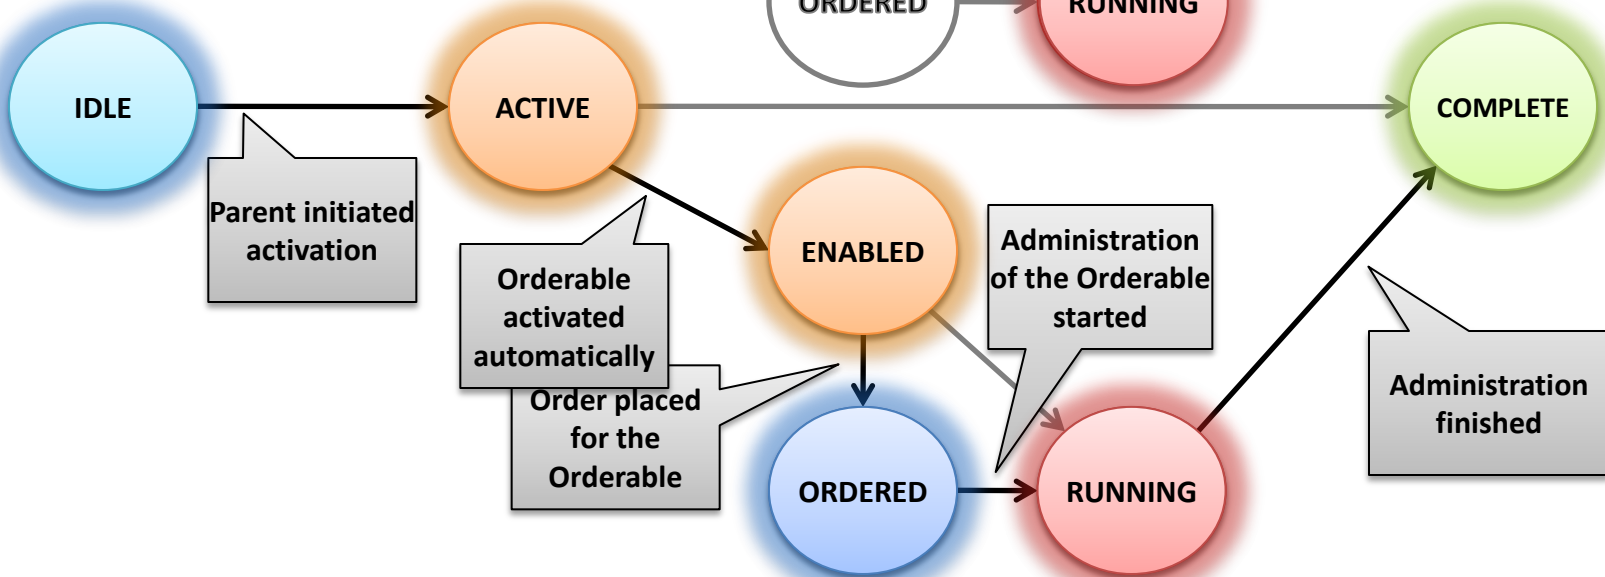 ORDERED
RUNNING
IDLE
ACTIVE
COMPLETE
Parent initiated
activation
ENABLED
Administration
of the Orderable
started
Orderable
activated
automatically
Order placed
for the
Orderable
Administration
finished
ORDERED
RUNNING